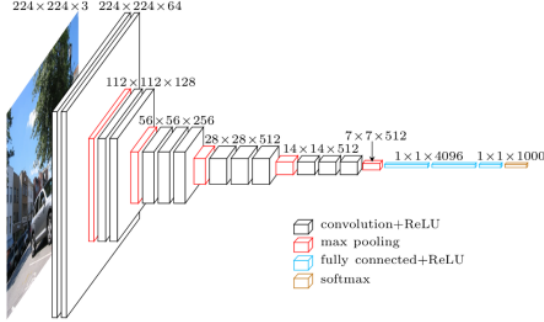 224×224×3
224×224×64
112×112×128
56×56×256
28×28×512
14×14×512
7×7×512
1×1×4096
1×1×1000
convolution+ReLU
max pooling
fully connected+ReLU
softmax